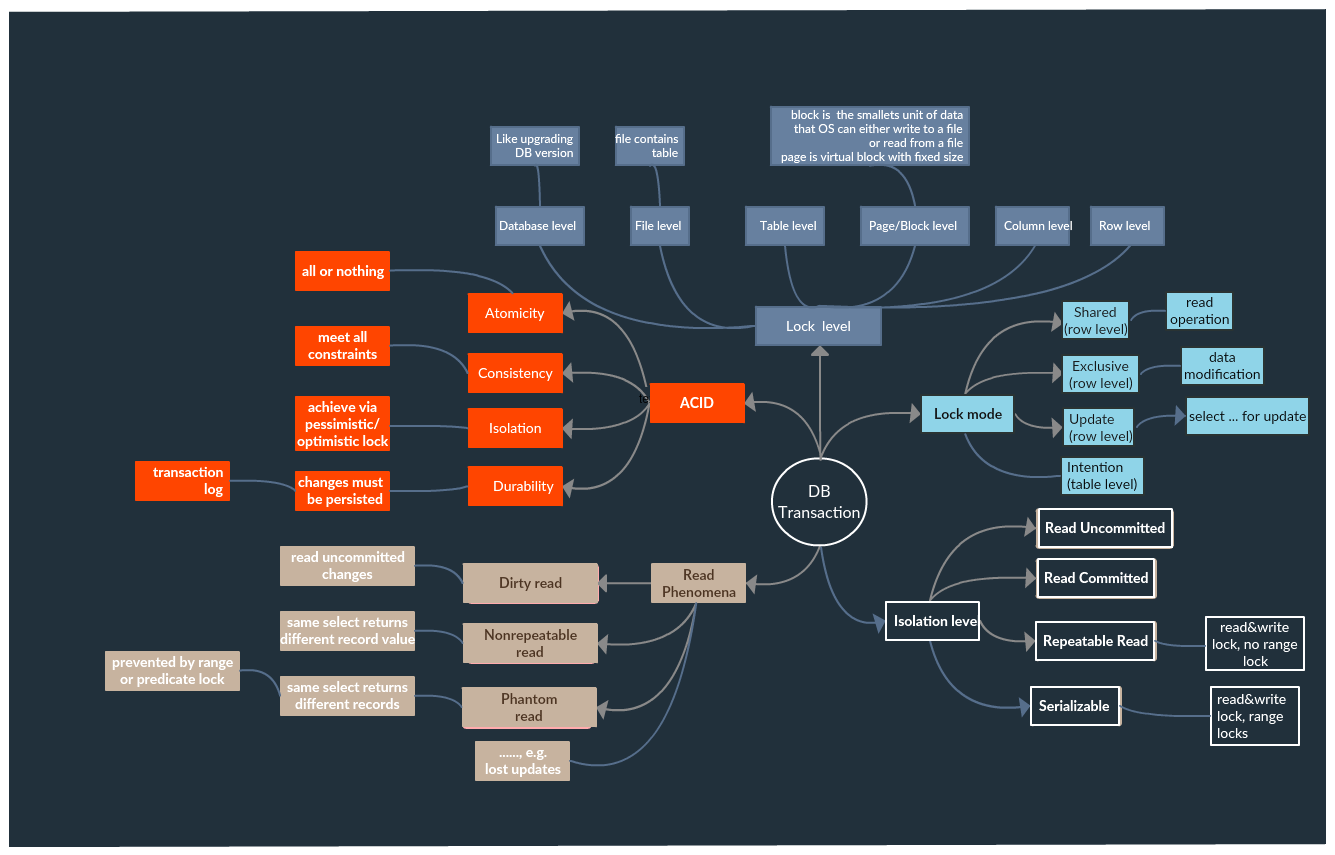 block is  the smallets unit of data
that OS can either write to a file
or read from a file
page is virtual block with fixed size
Like upgrading
DB version
file contains
table
Database level
File level
Table level
Page/Block level
Column level
Row level
Lock  level
all or nothing
Atomicity
meet all
constraints
Consistency
achieve via
pessimistic/
optimistic lock
Isolation
transaction
log
changes must
be persisted
Durability
ACID
DB
Transaction
Lock mode
Shared
(row level)
read
operation
Exclusive
(row level)
data
modification
Update
(row level)
select ... for update
Intention
(table level)
Read
Phenomena
read uncommitted
changes
Dirty read
same select returns
different record value
Nonrepeatable
read
prevented by range
or predicate lock
same select returns
different records
Phantom
read
......, e.g.
lost updates
Isolation leve
Read Uncommitted
Read Committed
Repeatable Read
read&write
lock, no range
lock
Serializable
read&write
lock, range
locks